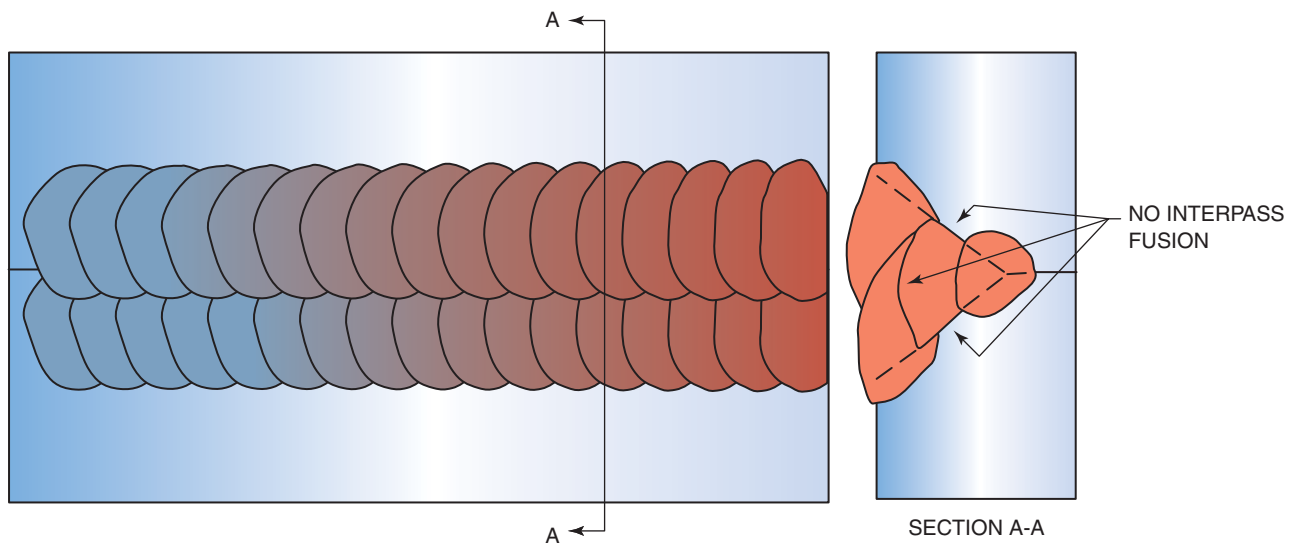 A
NO INTERPASS
FUSION
A
SECTION A-A